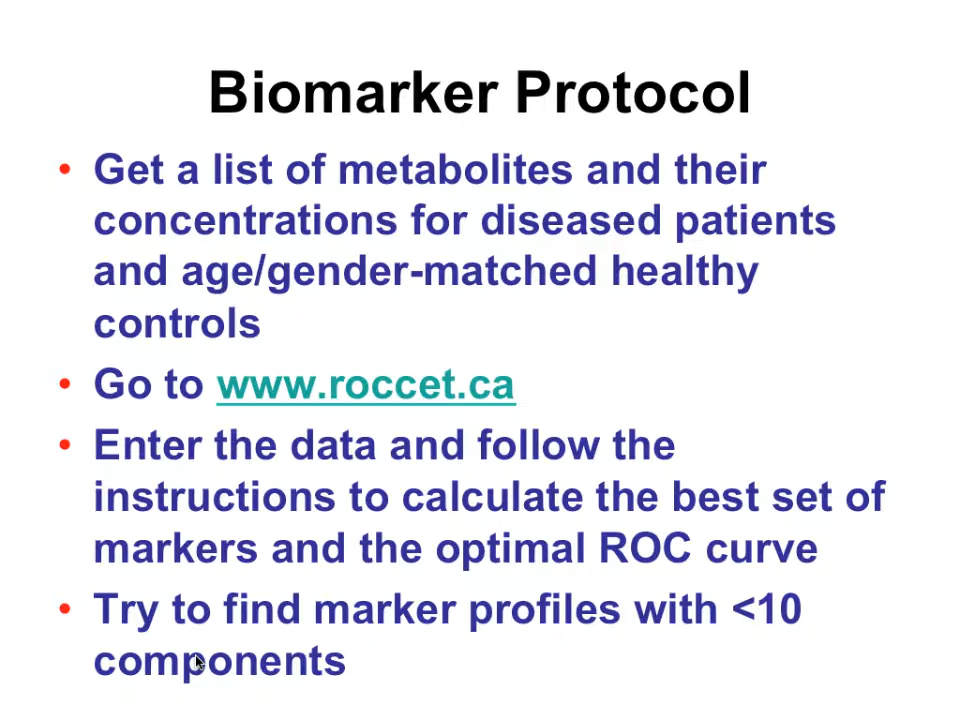 Biomarker Protocol
• Get a list of metabolites and their
concentrations for diseased patients
and age/gender-matched healthy
controls
• Go to www.roccet.ca
• Enter the data and follow the
instructions to calculate the best set of
markers and the optimal ROC curve
• Try to find marker profiles with <10
components